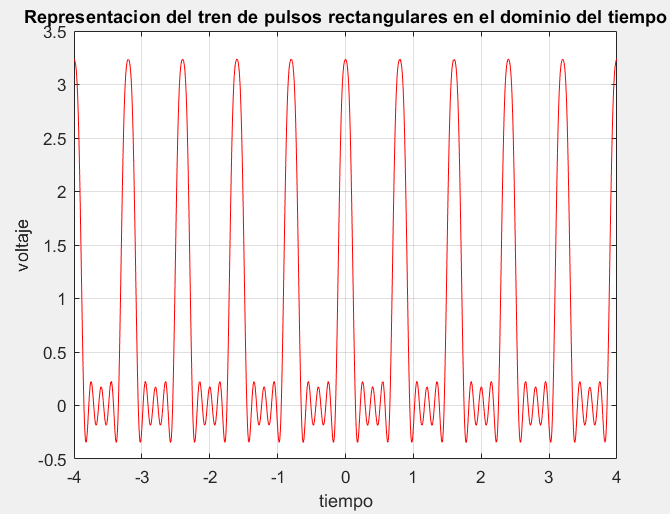 Representacion del tren de pulsos rectangulares en el dominio del tiempo
3.5
3
2.5
2
1.5
1
0.5
0
-0.5
voltaje
-4 -3 -2 -1 0 1 2 3 4
tiempo